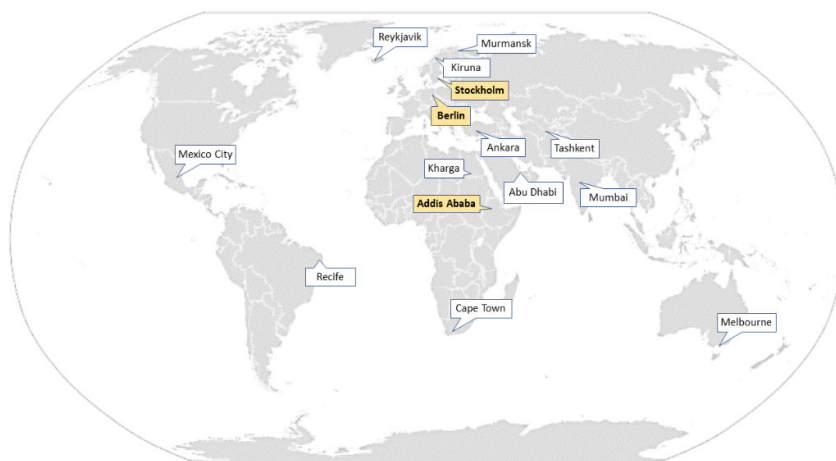 Reykjavik
Murmansk
Kiruna
Stockholm
Berlin
Mexico City
Ankara
Tashkent
Kharga
Abu Dhabi
Mumbai
Addis Ababa
Recife
Cape Town
Melbourne